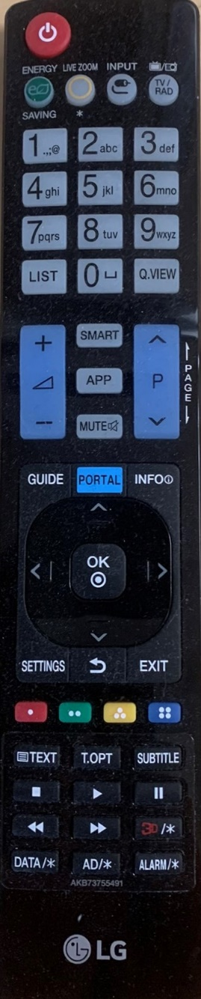 ENERGY LIVE ZOOM INPUT
TV/
RAD
SAVING *
1.,;@ 2abc 3def
4ghi 5jkl 6mno
7pqrs 8tuv 9wxyz
LIST 0 Q.VIEW
+ SMART
APP P PAGE
-- MUTE
GUIDE PORTAL INFO
OK
SETTINGS EXIT
TEXT T.OPT SUBTITLE
3D/*
DATA/* AD/* ALARM/*
AKB73755491
LG